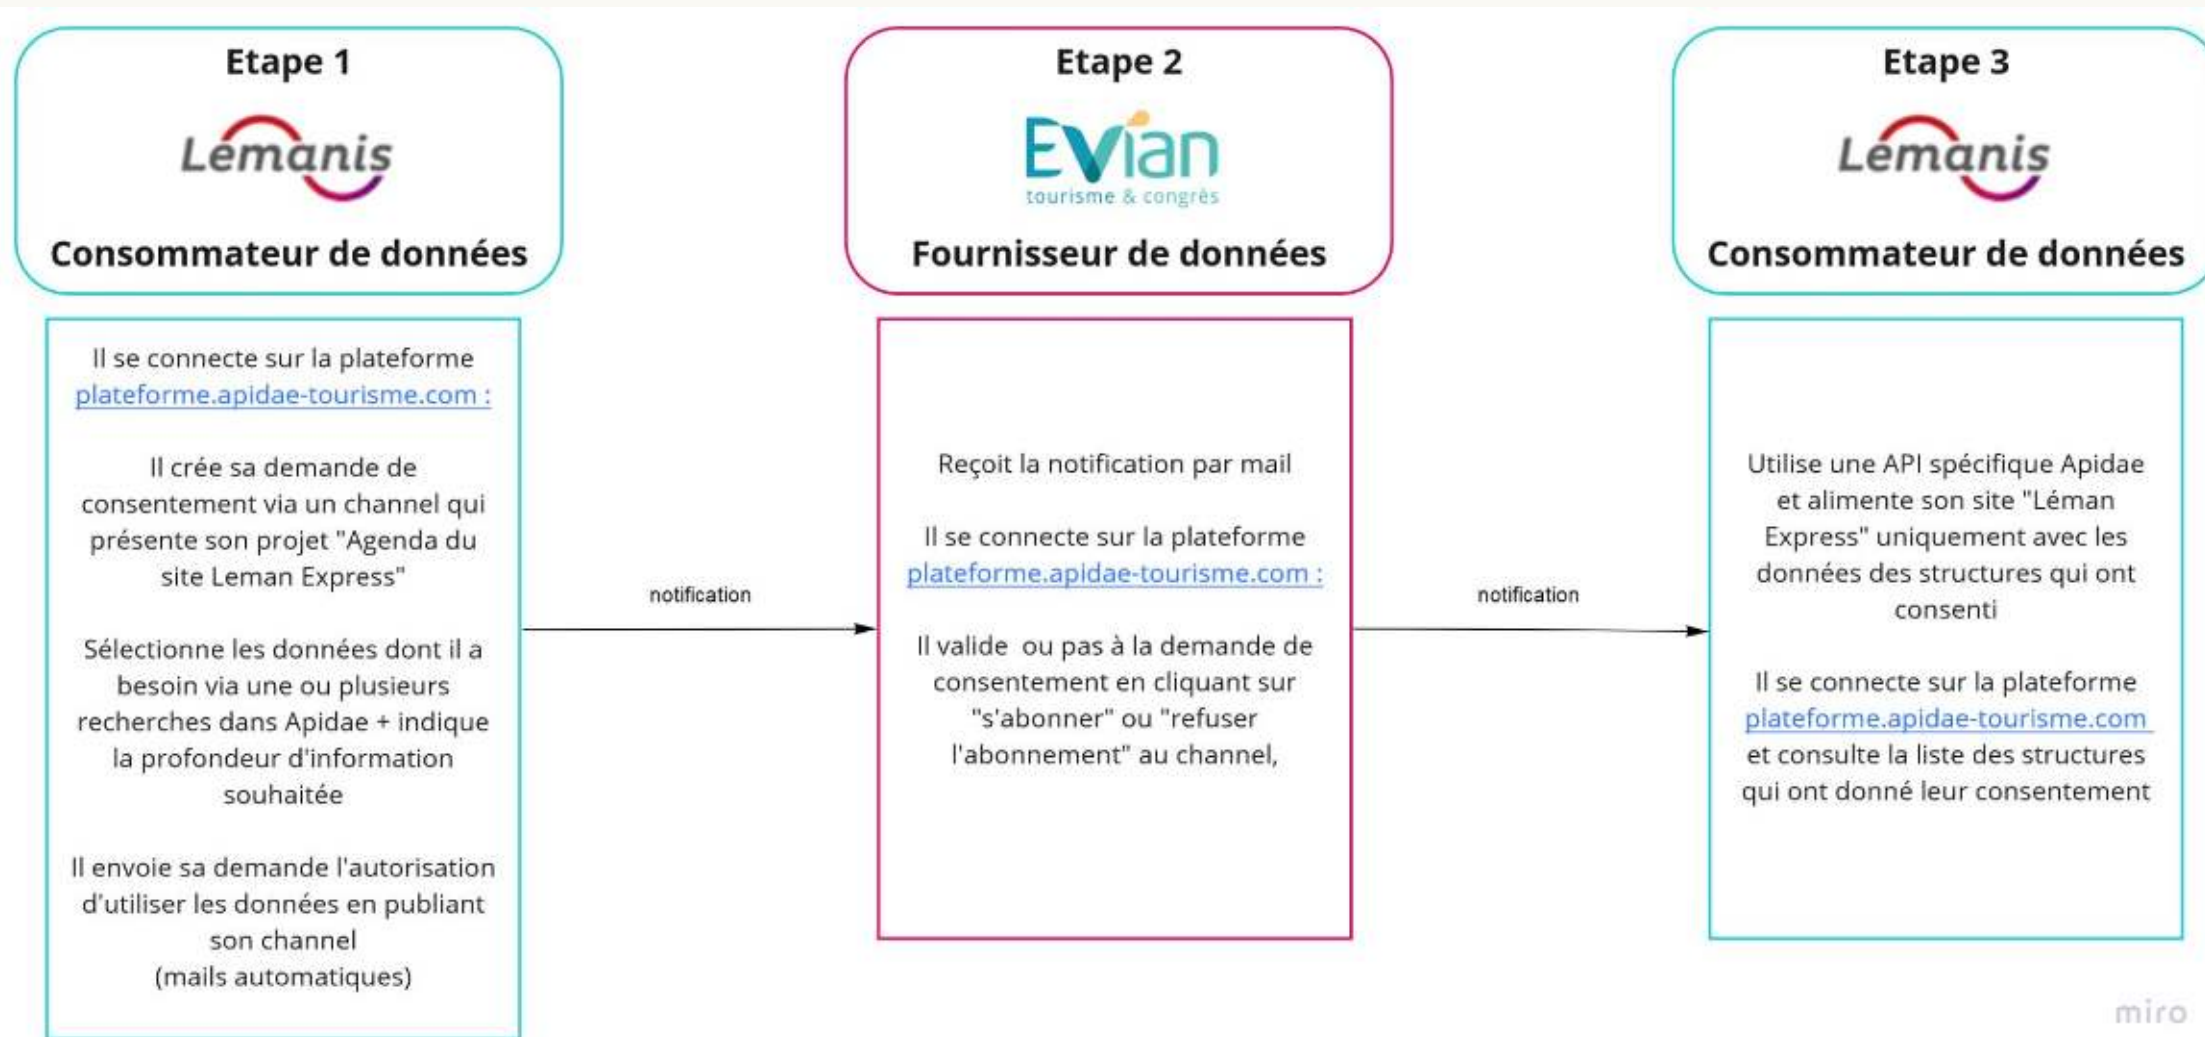 Etape 1
Lémanis
Consommateur de données
Il se connecte sur la plateforme
plateforme.apidae-tourisme.com :
Il crée sa demande de
consentement via un channel qui
présente son projet "Agenda du
site Leman Express"
Sélectionne les données dont il a
besoin via une ou plusieurs
recherches dans Apidae + indique
la profondeur d'information
souhaitée
Il envoie sa demande l'autorisation
d'utiliser les données en publiant
son channel
(mails automatiques)
notification
Etape 2
Evian
tourisme & congrès
Fournisseur de données
Reçoit la notification par mail
Il se connecte sur la plateforme
plateforme.apidae-tourisme.com :
Il valide  ou pas à la demande de
consentement en cliquant sur
"s'abonner" ou "refuser
l'abonnement" au channel,
notification
Etape 3
Lémanis
Consommateur de données
Utilise une API spécifique Apidae
et alimente son site "Léman
Express" uniquement avec les
données des structures qui ont
consenti
Il se connecte sur la plateforme
plateforme.apidae-tourisme.com
et consulte la liste des structures
qui ont donné leur consentement
miro